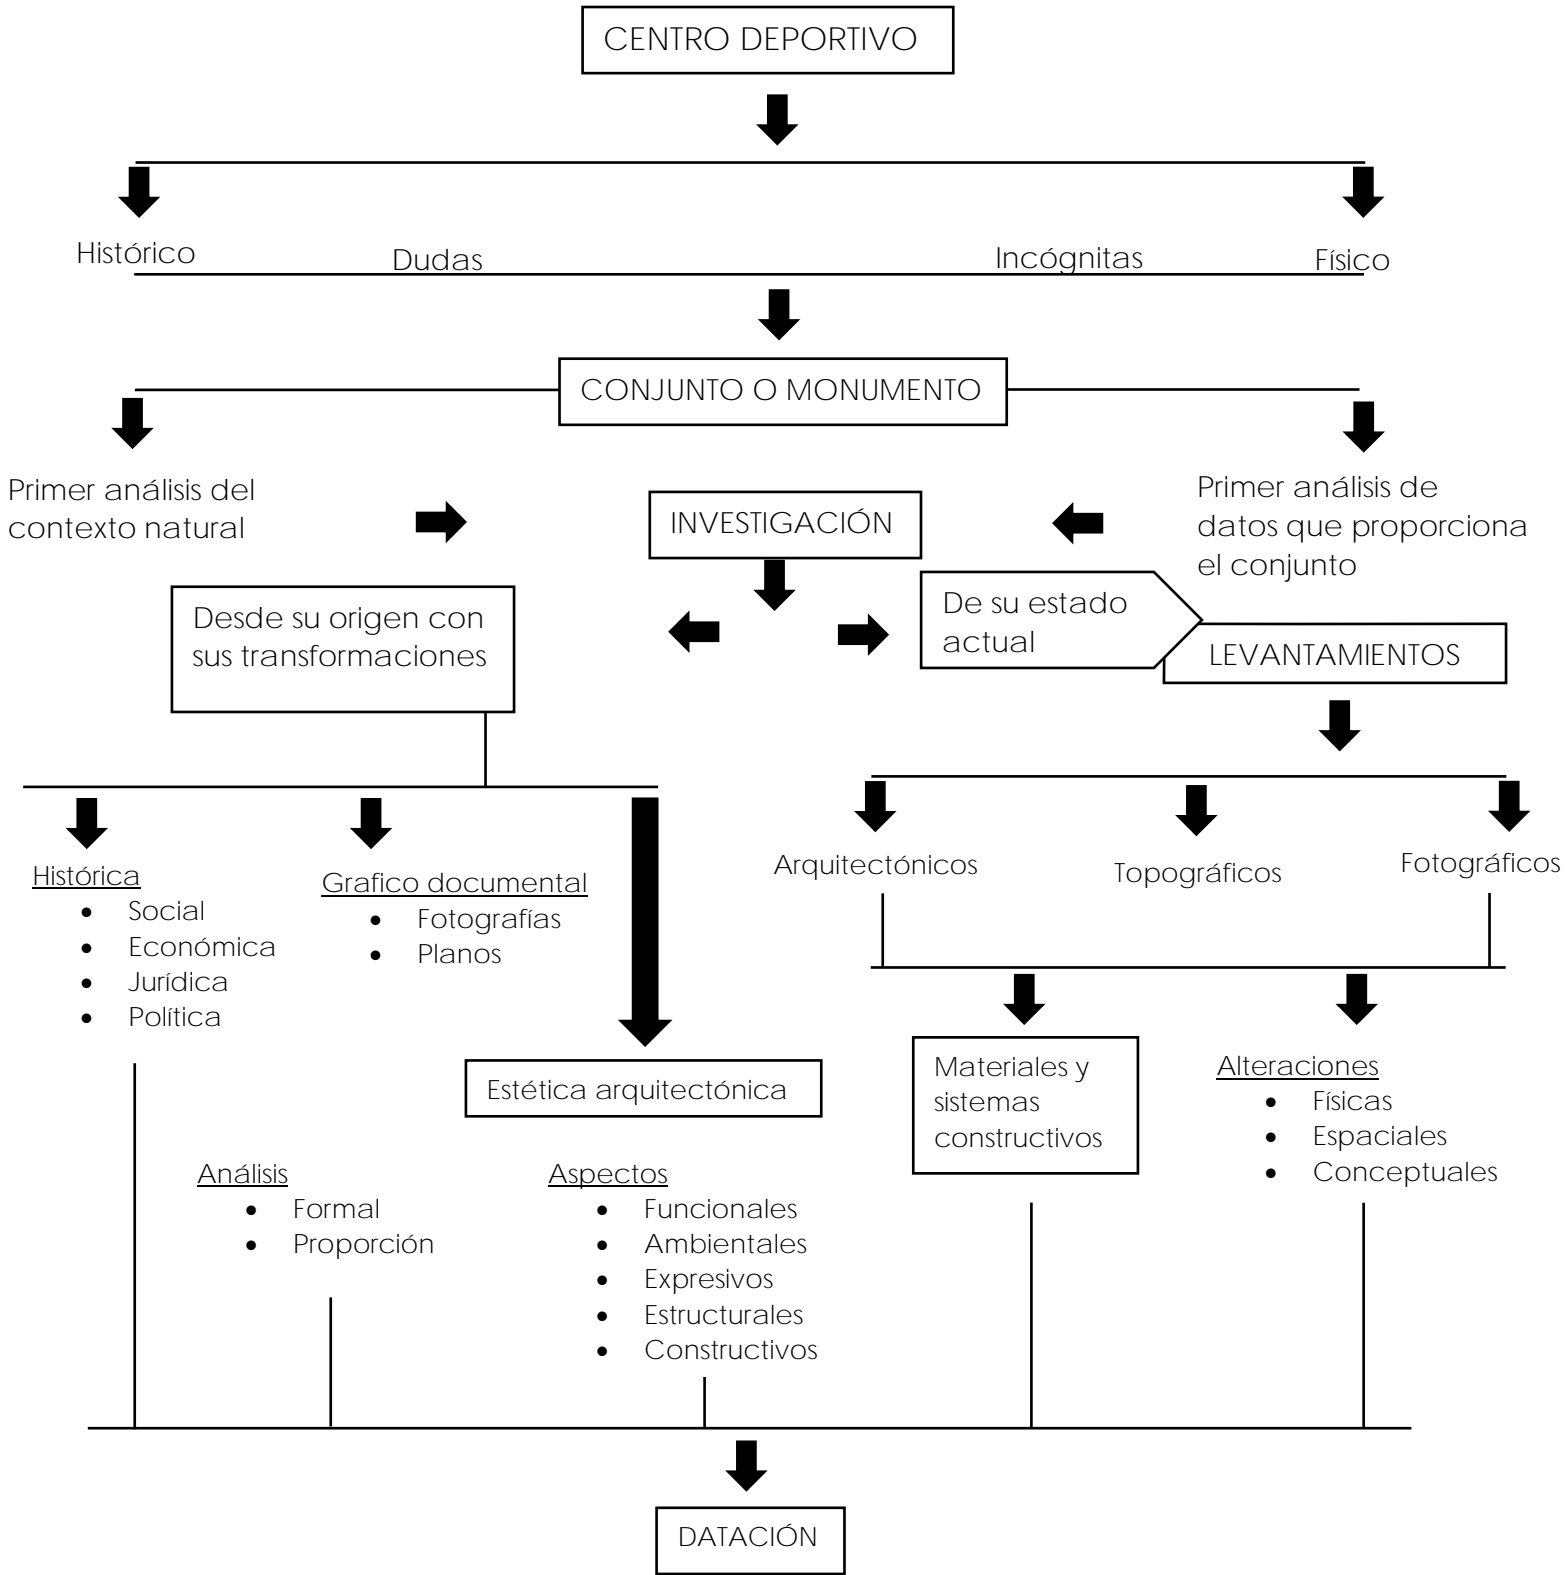 CENTRO DEPORTIVO
Histórico
Dudas
Incógnitas
Físico
CONJUNTO O MONUMENTO
Primer análisis del
contexto natural
INVESTIGACIÓN
Primer análisis de
datos que proporciona
el conjunto
Desde su origen con
sus transformaciones
De su estado
actual
LEVANTAMIENTOS
Histórica
• Social
• Económica
• Jurídica
• Política
Grafico documental
• Fotografías
• Planos
Arquitectónicos
Topográficos
Fotográficos
Estética arquitectónica
Materiales y
sistemas
constructivos
Alteraciones
• Físicas
• Espaciales
• Conceptuales
Análisis
• Formal
• Proporción
Aspectos
• Funcionales
• Ambientales
• Expresivos
• Estructurales
• Constructivos
DATACIÓN